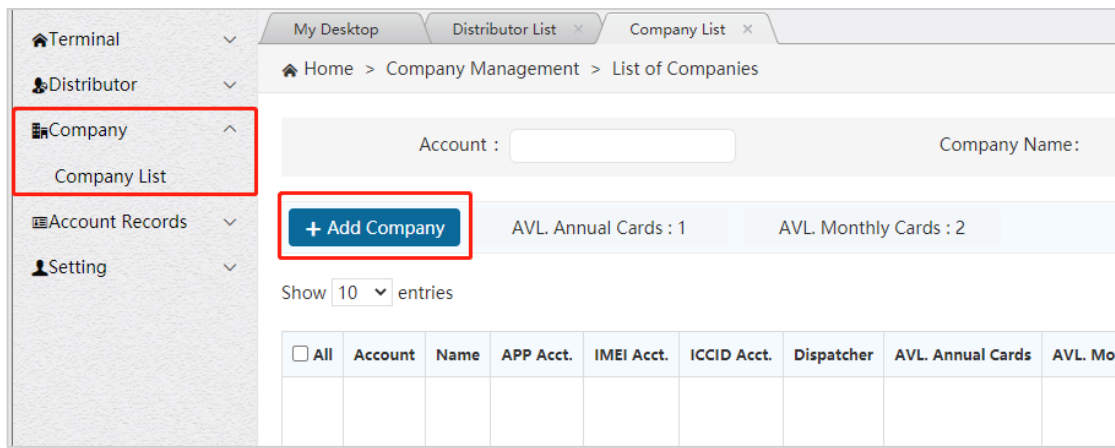 Terminal
Distributor
Company
Company List
Account Records
Setting
My Desktop Distributor List × Company List ×
Home > Company Management > List of Companies
Account : Company Name:
+ Add Company AVL. Annual Cards : 1 AVL. Monthly Cards : 2
Show 10 entries
All Account Name APP Acct. IMEI Acct. ICCID Acct. Dispatcher AVL. Annual Cards AVL. Mo